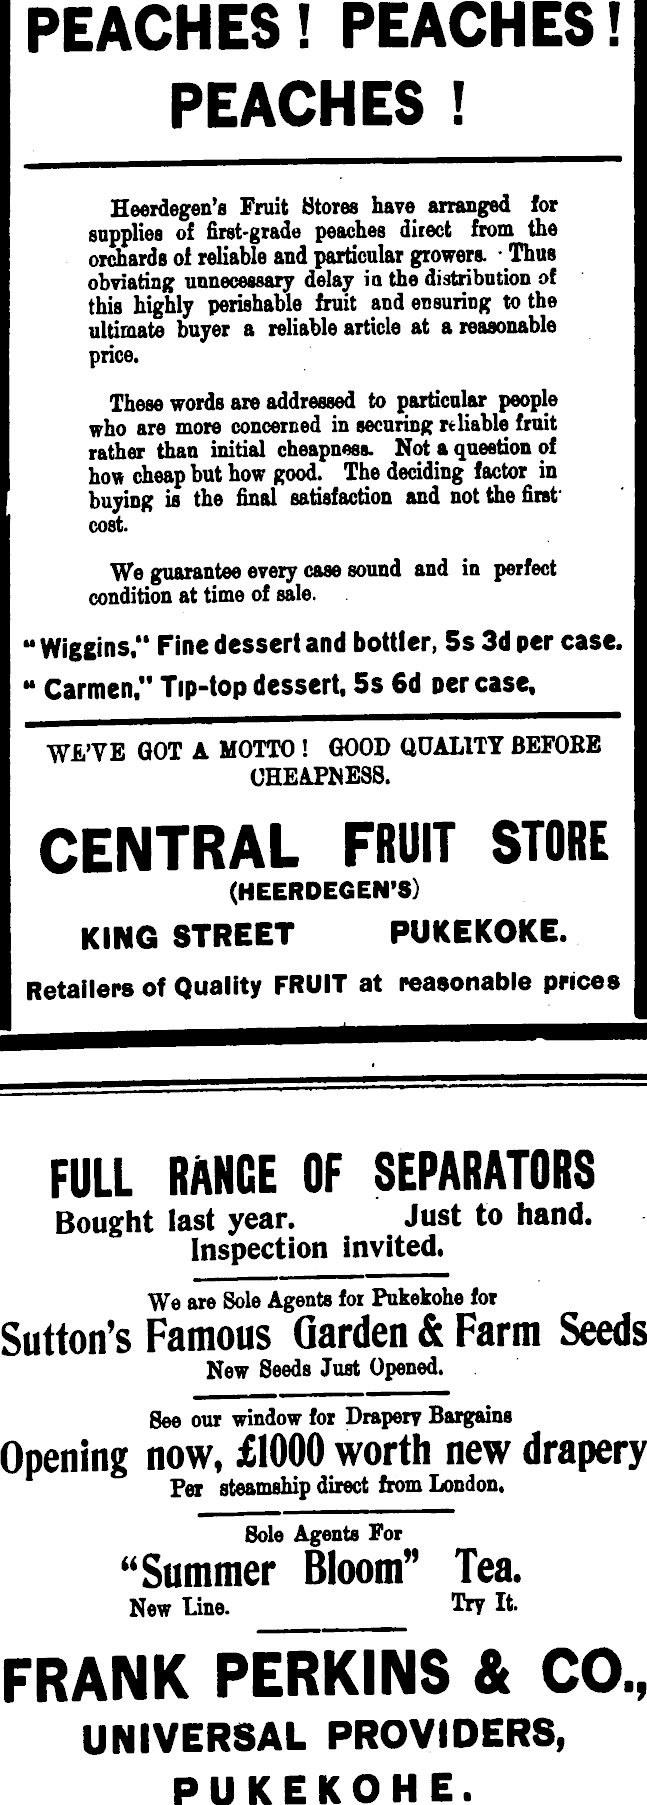 PEACHES ! PEACHES !
PEACHES !
Heerdegen's Fruit Stores have arranged for
supplies of first-grade peaches direct from the
orchards of reliable and particular growers. Thus
obviating unnecessary delay in the distribution of
this highly perishable fruit and ensuring to the
ultimate buyer a reliable article at a reasonable
price.
These words are addressed to particular people
who are more concerned in securing reliable fruit
rather than initial cheapness. Not a question of
how cheap but how good. The deciding factor in
buying is the final satisfaction and not the first
cost.
We guarantee every case sound and in perfect
condition at time of sale.
"Wiggins," Fine dessert and bottler, 5s 3d per case.
" Carmen," Tip-top dessert, 5s 6d per case,
WE'VE GOT A MOTTO ! GOOD QUALITY BEFORE
CHEAPNESS.
CENTRAL FRUIT STORE
(HEERDEGEN'S)
KING STREET PUKEKOKE.
Retailers of Quality FRUIT at reasonable prices
FULL RANGE OF SEPARATORS
Bought last year. Just to hand.
Inspection invited.
We are Sole Agents for Pukekohe for
Sutton's Famous Garden & Farm Seeds
New Seeds Just Opened.
See our window for Drapery Bargains
Opening now, £1000 worth new drapery
Per steamship direct from London.
Sole Agents For
"Summer Bloom" Tea.
New Line. Try It.
FRANK PERKINS & CO.,
UNIVERSAL PROVIDERS,
PUKEKOHE.